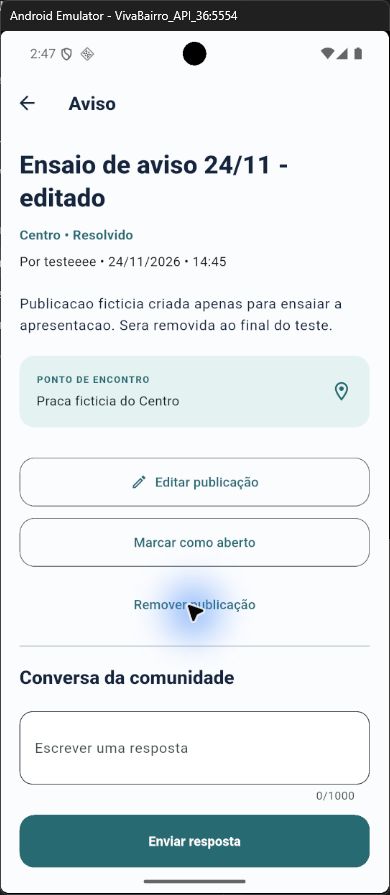 Android Emulator - VivaBairro_API_36:5554
2:47
Aviso
Ensaio de aviso 24/11 -
editado
Centro • Resolvido
Por testeeee • 24/11/2026 • 14:45
Publicacao ficticia criada apenas para ensaiar a
apresentacao. Sera removida ao final do teste.
PONTO DE ENCONTRO
Praca ficticia do Centro
Editar publicação
Marcar como aberto
Remover publicação
Conversa da comunidade
Escrever uma resposta
0/1000
Enviar resposta